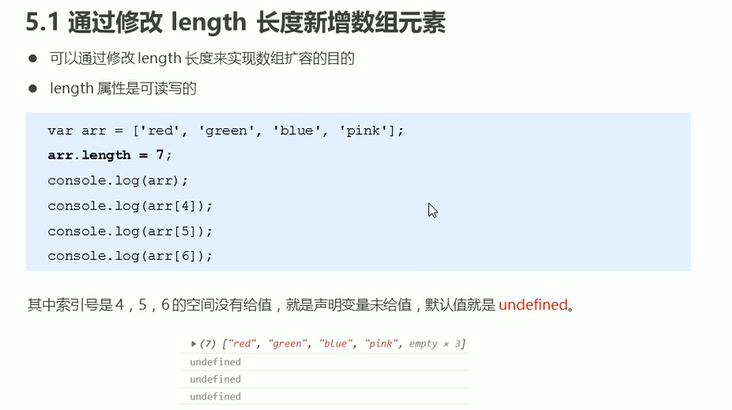 5.1 通过修改 length 长度新增数组元素
● 可以通过修改 length 长度来实现数组扩容的目的
● length 属性是可读写的
var arr = ['red', 'green', 'blue', 'pink'];
arr.length = 7;
console.log(arr);
console.log(arr[4]);
console.log(arr[5]);
console.log(arr[6]);
其中索引号是 4，5，6 的空间没有给值，就是声明变量未给值，默认值就是 undefined。
▶ (7) ["red", "green", "blue", "pink", empty × 3]
undefined
undefined
undefined